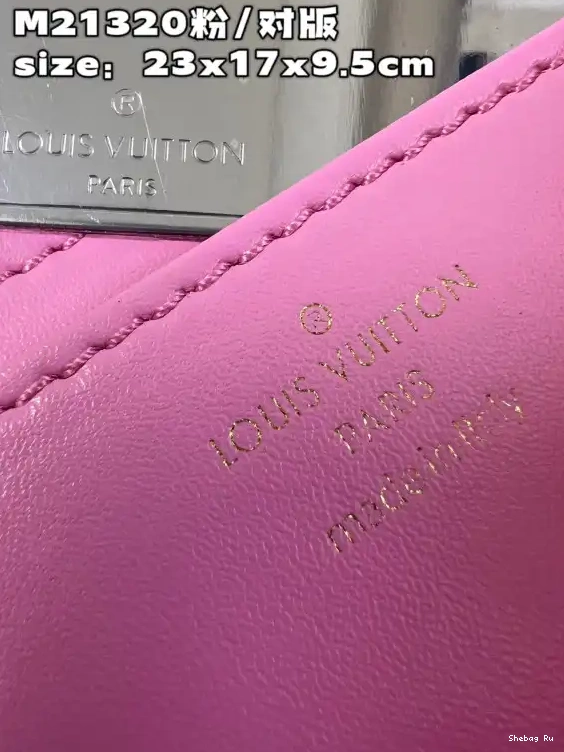 M21320粉/对版
size: 23x17x9.5cm
®
LOUIS VUITTON
PARIS
®
LOUIS VUITTON
PARIS
made in Italy
Shebag Ru